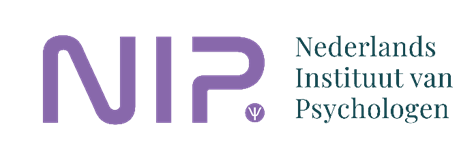 NIP
Nederlands
Instituut van
Psychologen